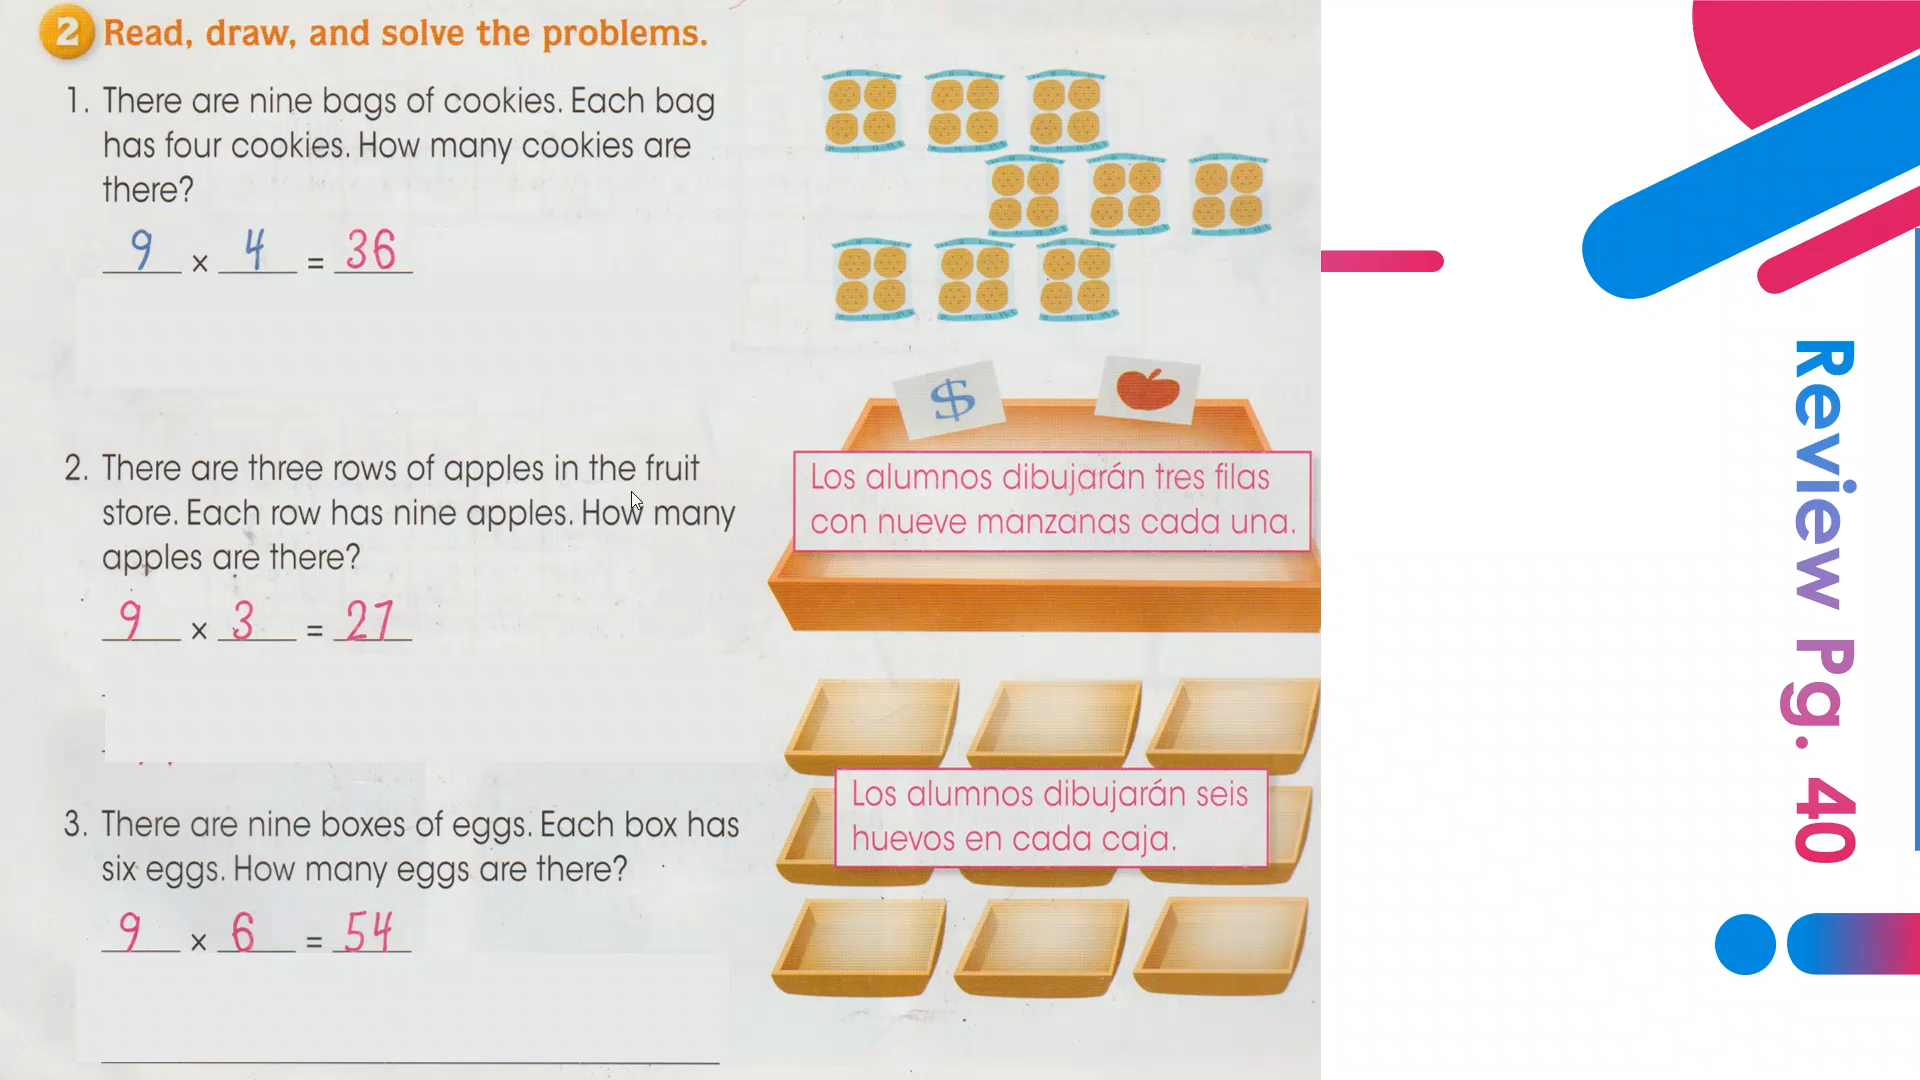 2 Read, draw, and solve the problems.
1. There are nine bags of cookies. Each bag
has four cookies. How many cookies are
there?
9 × 4 = 36
$
2. There are three rows of apples in the fruit
store. Each row has nine apples. How many
apples are there?
9 × 3 = 27
Los alumnos dibujarán tres filas
con nueve manzanas cada una.
3. There are nine boxes of eggs. Each box has
six eggs. How many eggs are there?
9 × 6 = 54
Los alumnos dibujarán seis
huevos en cada caja.
Review Pg. 40